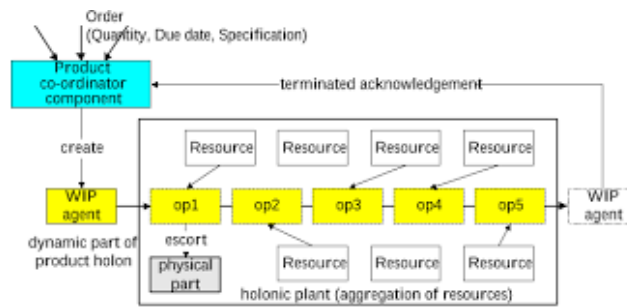 Order
(Quantity, Due date, Specification)
Product
co-ordinator
component
terminated acknowledgement
create
Resource
Resource
Resource
Resource
WIP
agent
op1
op2
op3
op4
op5
WIP
agent
dynamic part of
product holon
escort
physical
part
Resource
Resource
Resource
holonic plant (aggregation of resources)